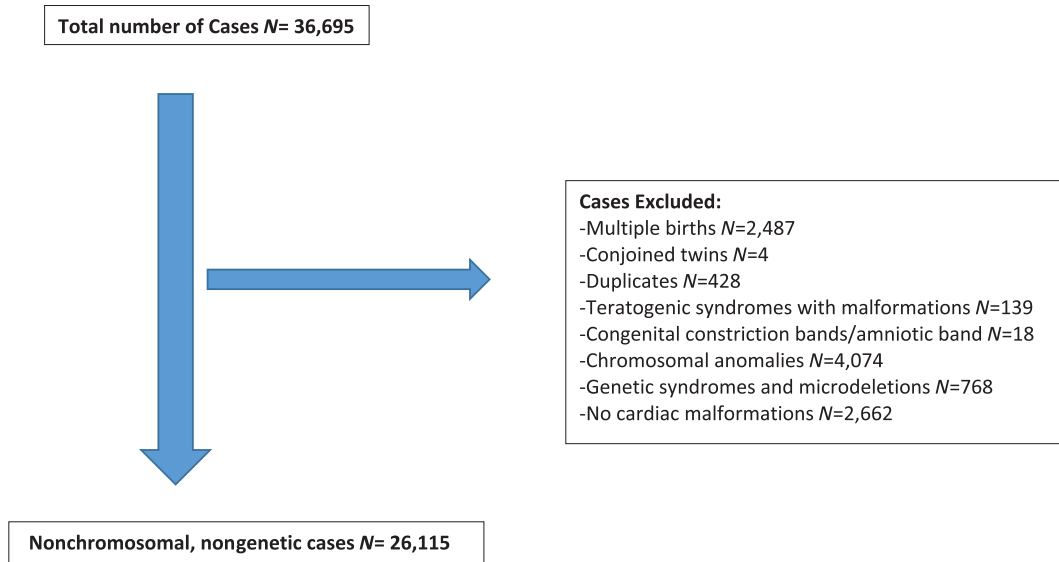 Total number of Cases N= 36,695
Cases Excluded:
-Multiple births N=2,487
-Conjoined twins N=4
-Duplicates N=428
-Teratogenic syndromes with malformations N=139
-Congenital constriction bands/amniotic band N=18
-Chromosomal anomalies N=4,074
-Genetic syndromes and microdeletions N=768
-No cardiac malformations N=2,662
Nonchromosomal, nongenetic cases N= 26,115